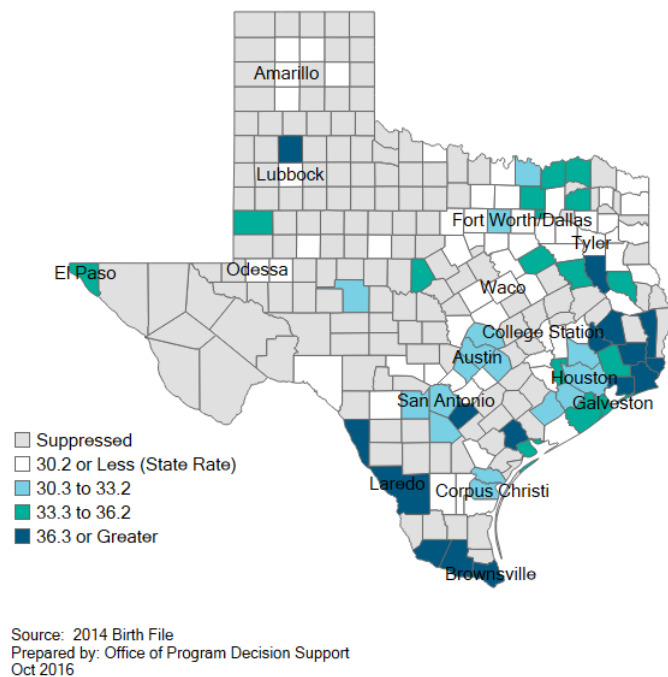 Amarillo
Lubbock
Fort Worth/Dallas
Tyler
El Paso
Odessa
Waco
College Station
Austin
Houston
San Antonio
Galveston
Suppressed
30.2 or Less (State Rate)
30.3 to 33.2
33.3 to 36.2
36.3 or Greater
Laredo
Corpus Christi
Brownsville
Source:  2014 Birth File
Prepared by: Office of Program Decision Support
Oct 2016